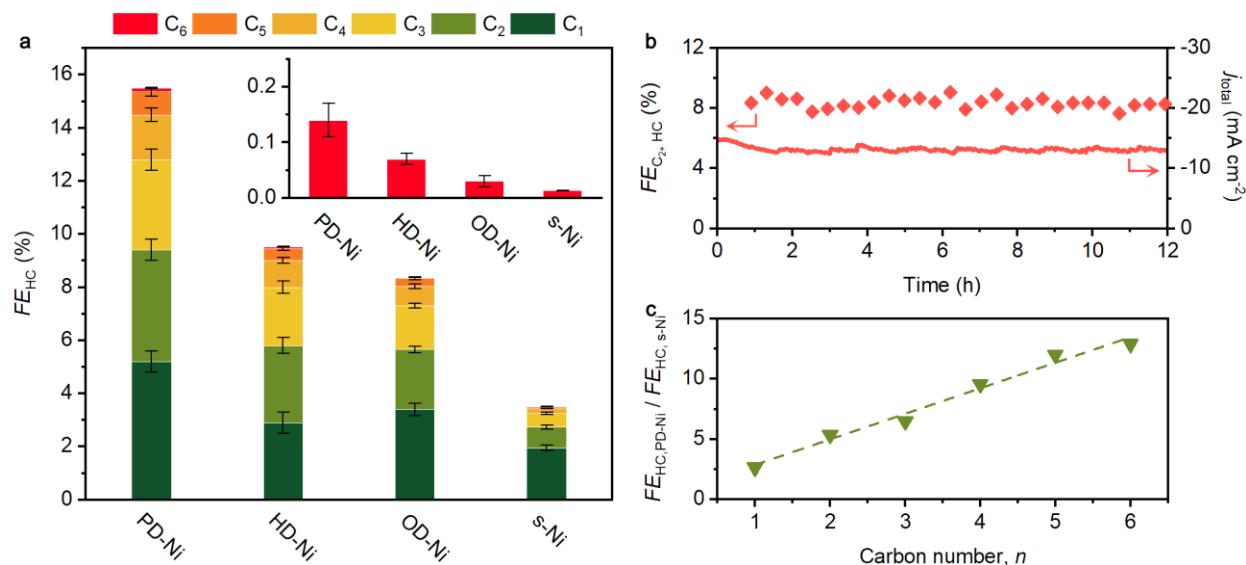 C6 C5 C4 C3 C2 C1
a
16
14
12
10
8
6
4
2
0
FEHC (%)
PD-Ni HD-Ni OD-Ni s-Ni
0.2
0.1
0.0
PD-Ni HD-Ni OD-Ni s-Ni
b
12
8
4
0
FEC2+, HC (%)
-30
-20
-10
0
jtotal (mA cm-2)
0 2 4 6 8 10 12
Time (h)
c
15
10
5
0
FEHC,PD-Ni / FEHC, s-Ni
1 2 3 4 5 6
Carbon number, n